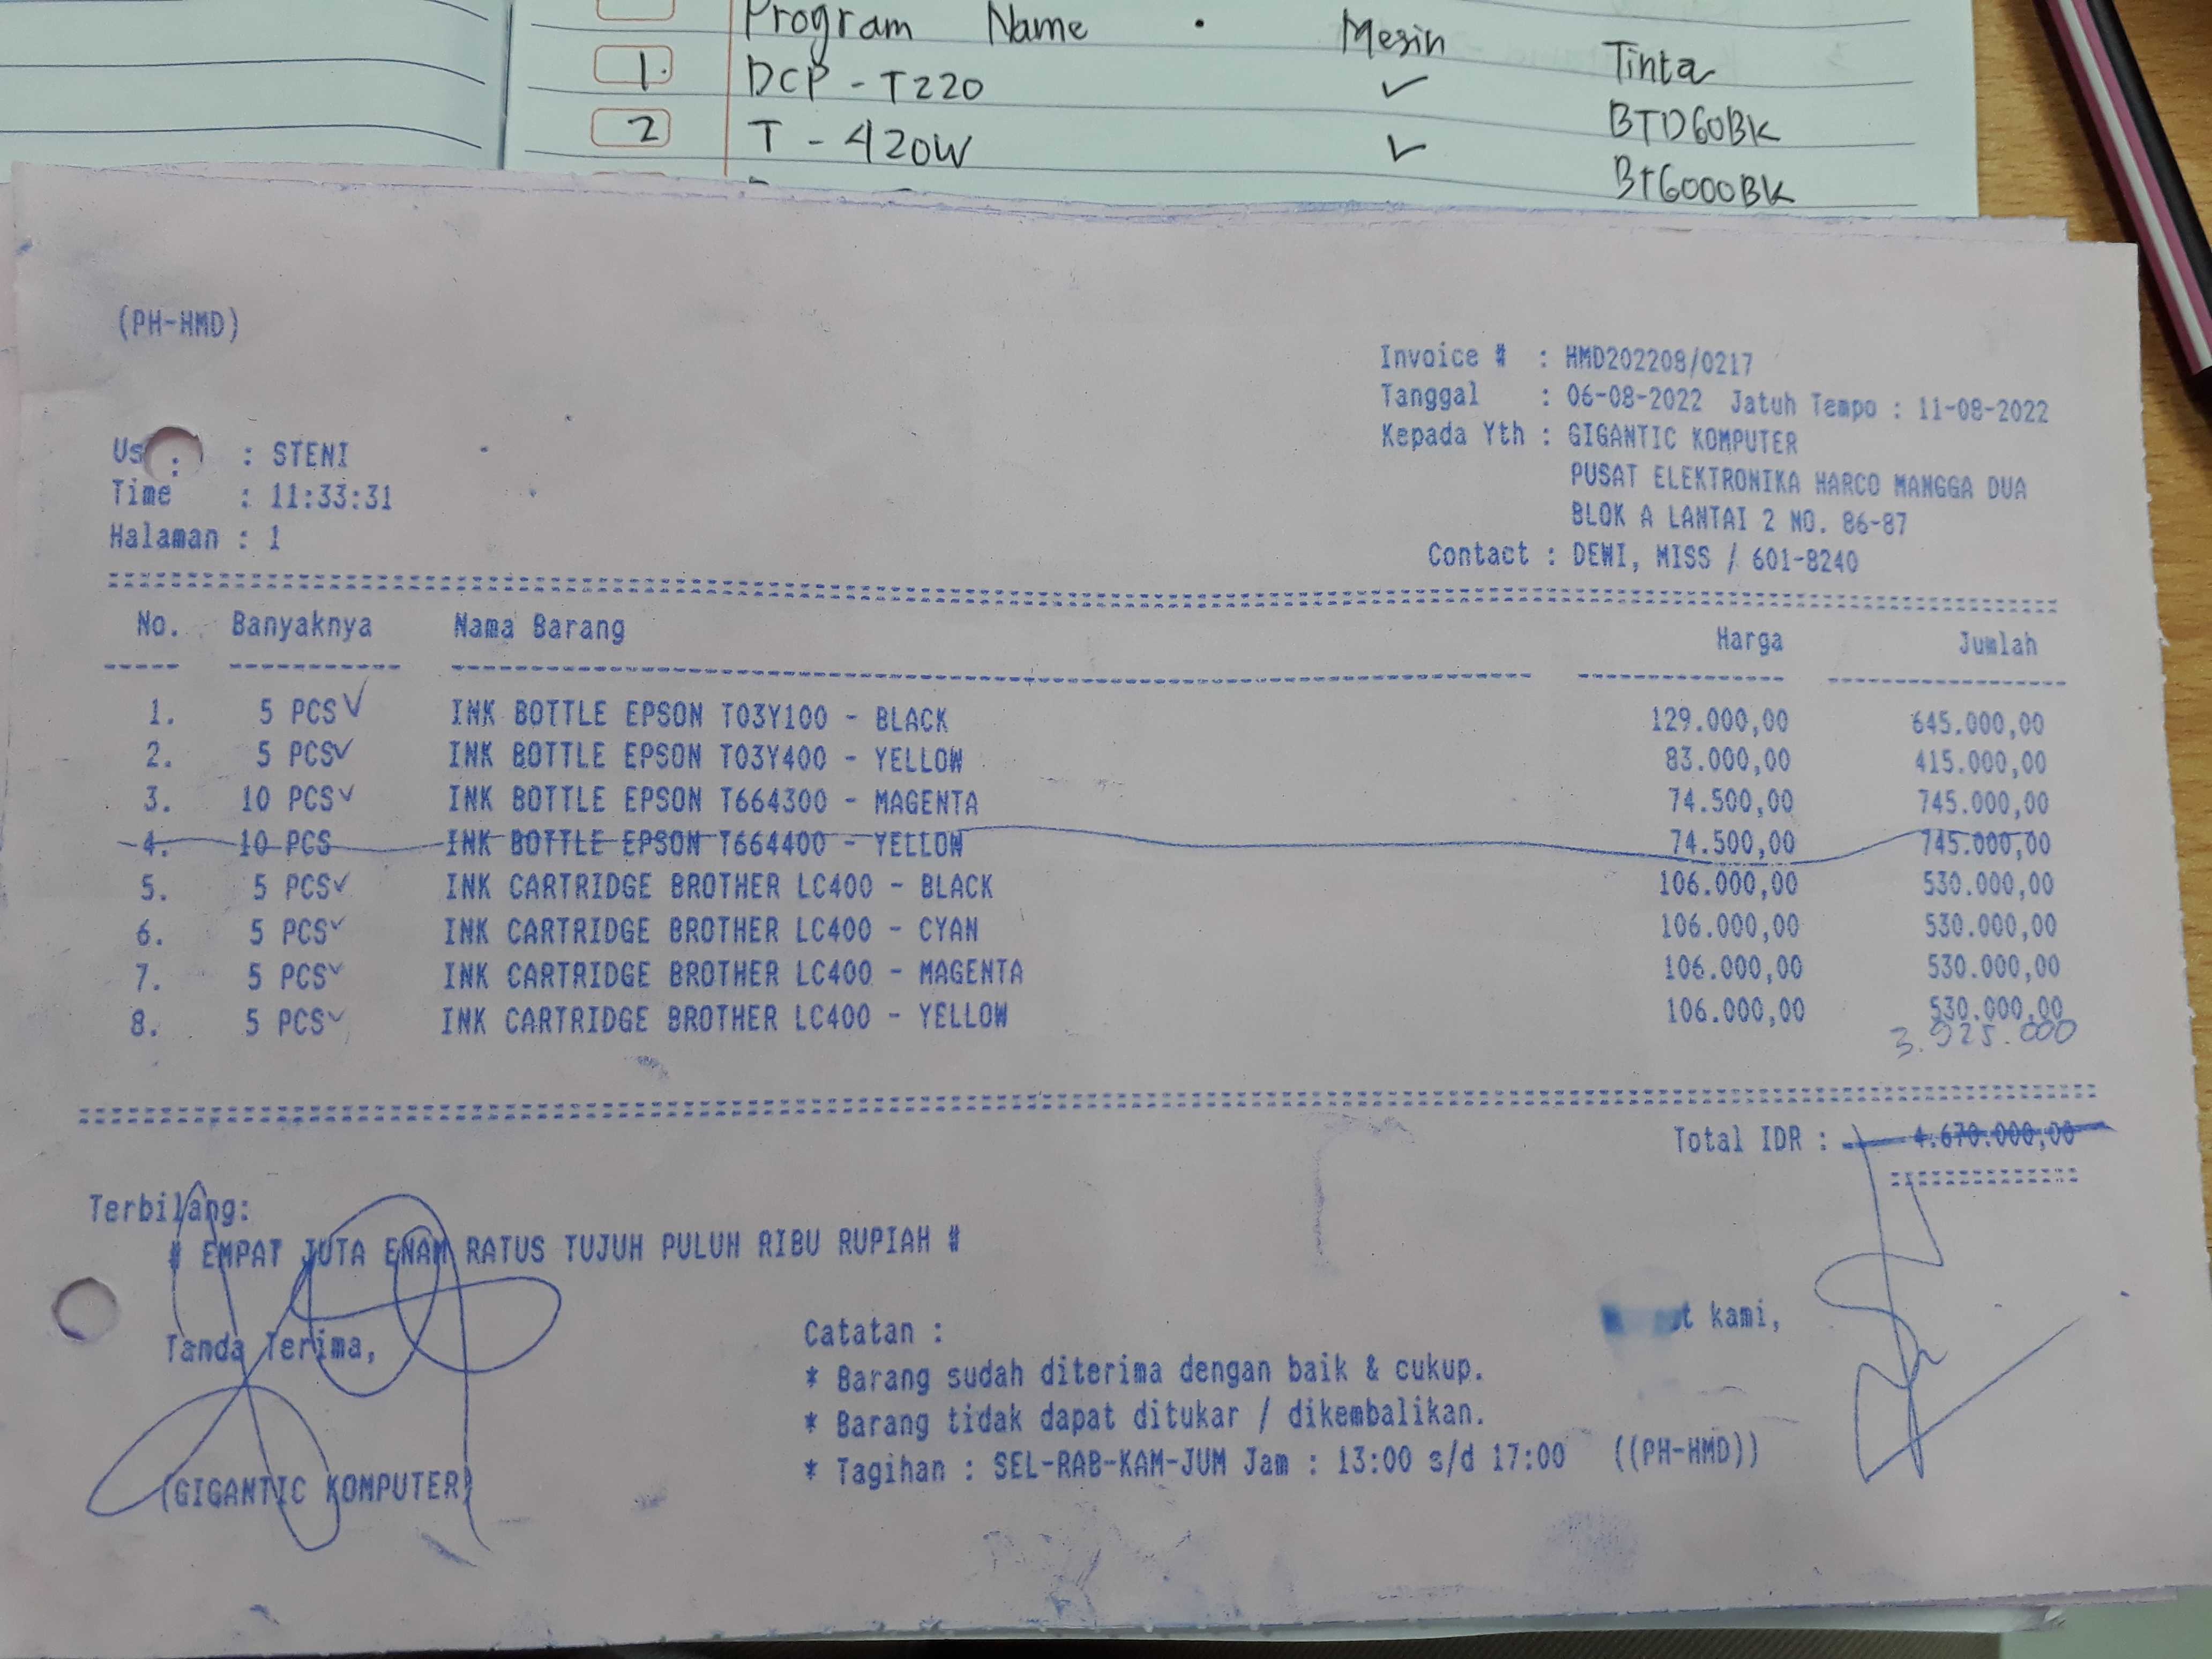 Program Name . Mesin Tinta
1. DCP - T220 ✓ BTD60BK
2 T - 420W ✓ BT6000BK
(PH-HMD)
Invoice # : HMD202208/0217
Tanggal : 06-08-2022 Jatuh Tempo : 11-08-2022
Kepada Yth : GIGANTIC KOMPUTER
PUSAT ELEKTRONIKA HARCO MANGGA DUA
BLOK A LANTAI 2 NO. 86-87
Contact : DEWI, MISS / 601-8240
: STENI
Time : 11:33:31
Halaman : 1
No. Banyaknya Nama Barang Harga Jumlah
1. 5 PCS ✓ INK BOTTLE EPSON T03Y100 - BLACK 129.000,00 645.000,00
2. 5 PCS ✓ INK BOTTLE EPSON T03Y400 - YELLOW 83.000,00 415.000,00
3. 10 PCS ✓ INK BOTTLE EPSON T664300 - MAGENTA 74.500,00 745.000,00
4. 10 PCS INK BOTTLE EPSON T664400 - YELLOW 74.500,00 745.000,00
5. 5 PCS ✓ INK CARTRIDGE BROTHER LC400 - BLACK 106.000,00 530.000,00
6. 5 PCS ✓ INK CARTRIDGE BROTHER LC400 - CYAN 106.000,00 530.000,00
7. 5 PCS ✓ INK CARTRIDGE BROTHER LC400 - MAGENTA 106.000,00 530.000,00
8. 5 PCS ✓ INK CARTRIDGE BROTHER LC400 - YELLOW 106.000,00 530.000,00
3.925.000
Total IDR : 4.670.000,00
Terbilang:
# EMPAT JUTA ENAM RATUS TUJUH PULUH RIBU RUPIAH #
Tanda Terima,
(GIGANTIC KOMPUTER)
Catatan :
* Barang sudah diterima dengan baik & cukup.
* Barang tidak dapat ditukar / dikembalikan.
* Tagihan : SEL-RAB-KAM-JUM Jam : 13:00 s/d 17:00
kami,
((PH-HMD))